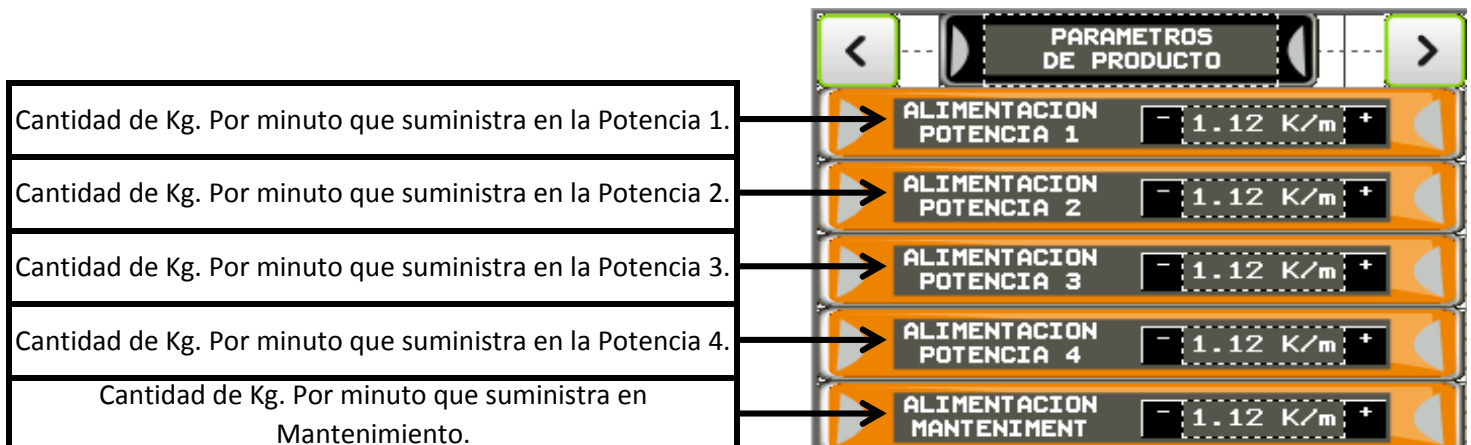 PARAMETROS
DE PRODUCTO
Cantidad de Kg. Por minuto que suministra en la Potencia 1.
ALIMENTACION
POTENCIA 1
- 1.12 K/m +
Cantidad de Kg. Por minuto que suministra en la Potencia 2.
ALIMENTACION
POTENCIA 2
- 1.12 K/m +
Cantidad de Kg. Por minuto que suministra en la Potencia 3.
ALIMENTACION
POTENCIA 3
- 1.12 K/m +
Cantidad de Kg. Por minuto que suministra en la Potencia 4.
ALIMENTACION
POTENCIA 4
- 1.12 K/m +
Cantidad de Kg. Por minuto que suministra en
Mantenimiento.
ALIMENTACION
MANTENIMENT
- 1.12 K/m +